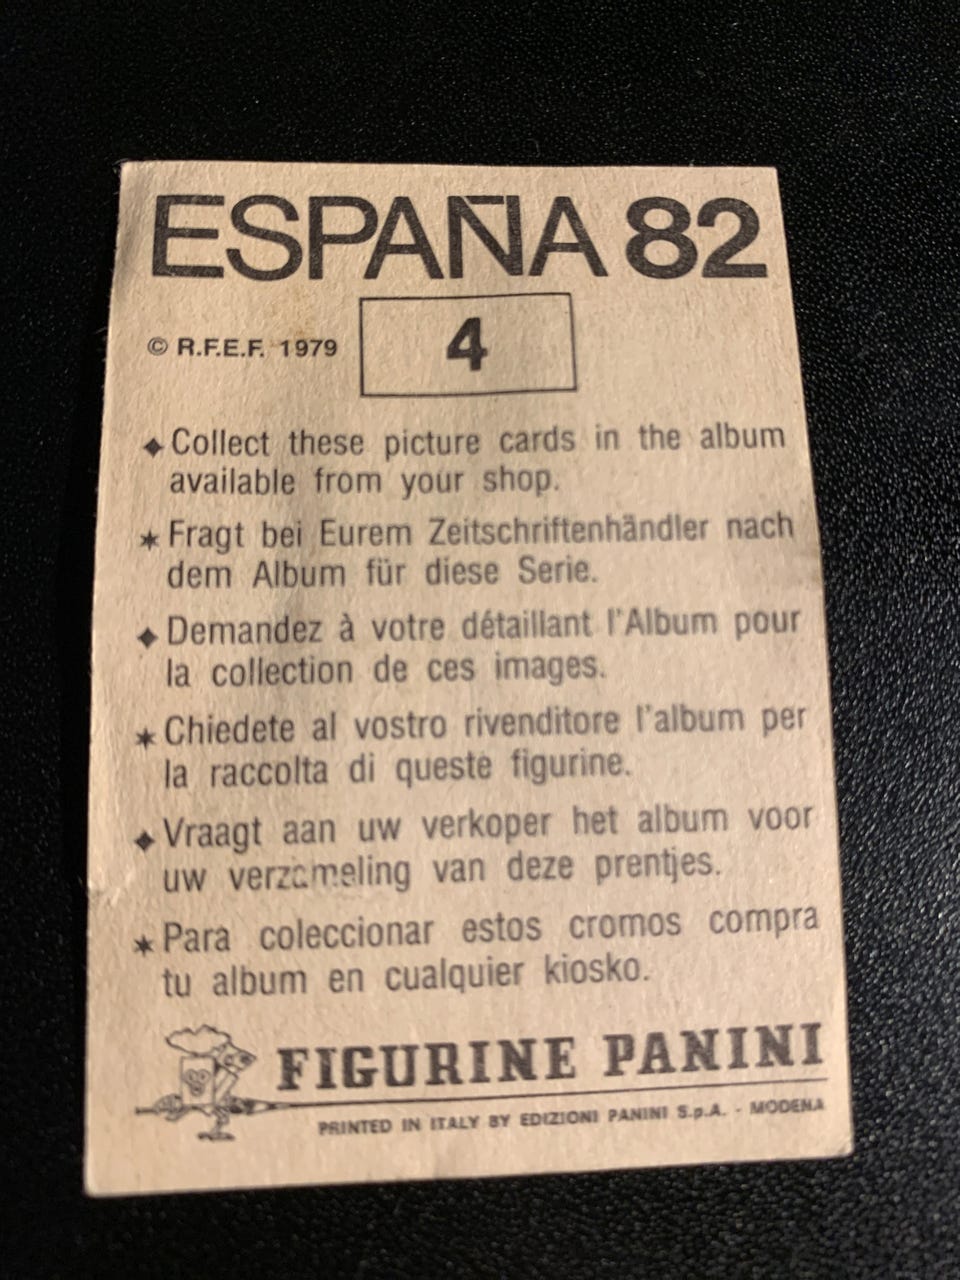 ESPAÑA 82
© R.F.E.F. 1979
4
◆ Collect these picture cards in the album
available from your shop.
★ Fragt bei Eurem Zeitschriftenhändler nach
dem Album für diese Serie.
◆ Demandez à votre détaillant l'Album pour
la collection de ces images.
★ Chiedete al vostro rivenditore l'album per
la raccolta di queste figurine.
◆ Vraagt aan uw verkoper het album voor
uw verzameling van deze prentjes.
★ Para coleccionar estos cromos compra
tu album en cualquier kiosko.
FIGURINE PANINI
PRINTED IN ITALY BY EDIZIONI PANINI S.p.A. - MODENA